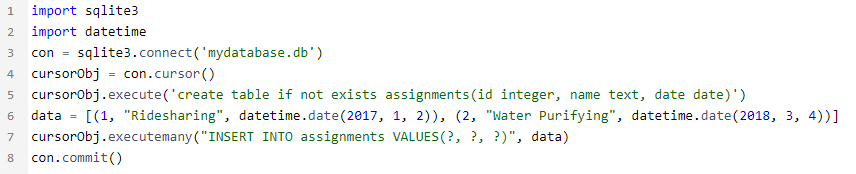 1 import sqlite3
2 import datetime
3 con = sqlite3.connect('mydatabase.db')
4 cursorObj = con.cursor()
5 cursorObj.execute('create table if not exists assignments(id integer, name text, date date)')
6 data = [(1, "Ridesharing", datetime.date(2017, 1, 2)), (2, "Water Purifying", datetime.date(2018, 3, 4))]
7 cursorObj.executemany("INSERT INTO assignments VALUES(?, ?, ?)", data)
8 con.commit()